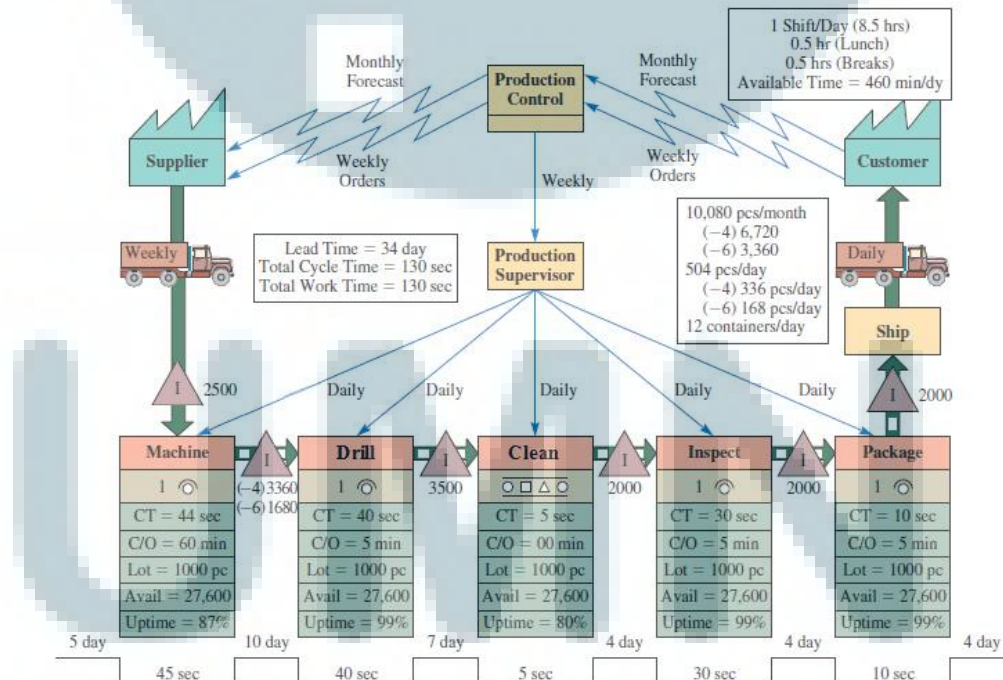 1 Shift/Day (8.5 hrs)
0.5 hr (Lunch)
0.5 hrs (Breaks)
Available Time = 460 min/dy
Monthly
Forecast
Production
Control
Monthly
Forecast
Supplier
Weekly
Orders
Weekly
Weekly
Orders
Customer
Weekly
Lead Time = 34 day
Total Cycle Time = 130 sec
Total Work Time = 130 sec
Production
Supervisor
10,080 pcs/month
(−4) 6,720
(−6) 3,360
504 pcs/day
(−4) 336 pcs/day
(−6) 168 pcs/day
12 containers/day
Daily
Ship
I 2500
Daily
Daily
Daily
Daily
Daily
I 2000
Machine
I
Drill
I
Clean
I
Inspect
I
Package
1
(−4)3360
(−6)1680
1
3500
2000
1
2000
1
CT = 44 sec
C/O = 60 min
Lot = 1000 pc
Avail = 27,600
Uptime = 87%
CT = 40 sec
C/O = 5 min
Lot = 1000 pc
Avail = 27,600
Uptime = 99%
CT = 5 sec
C/O = 00 min
Lot = 1000 pc
Avail = 27,600
Uptime = 80%
CT = 30 sec
C/O = 5 min
Lot = 1000 pc
Avail = 27,600
Uptime = 99%
CT = 10 sec
C/O = 5 min
Lot = 1000 pc
Avail = 27,600
Uptime = 99%
5 day
10 day
7 day
4 day
4 day
4 day
45 sec
40 sec
5 sec
30 sec
10 sec
UMN